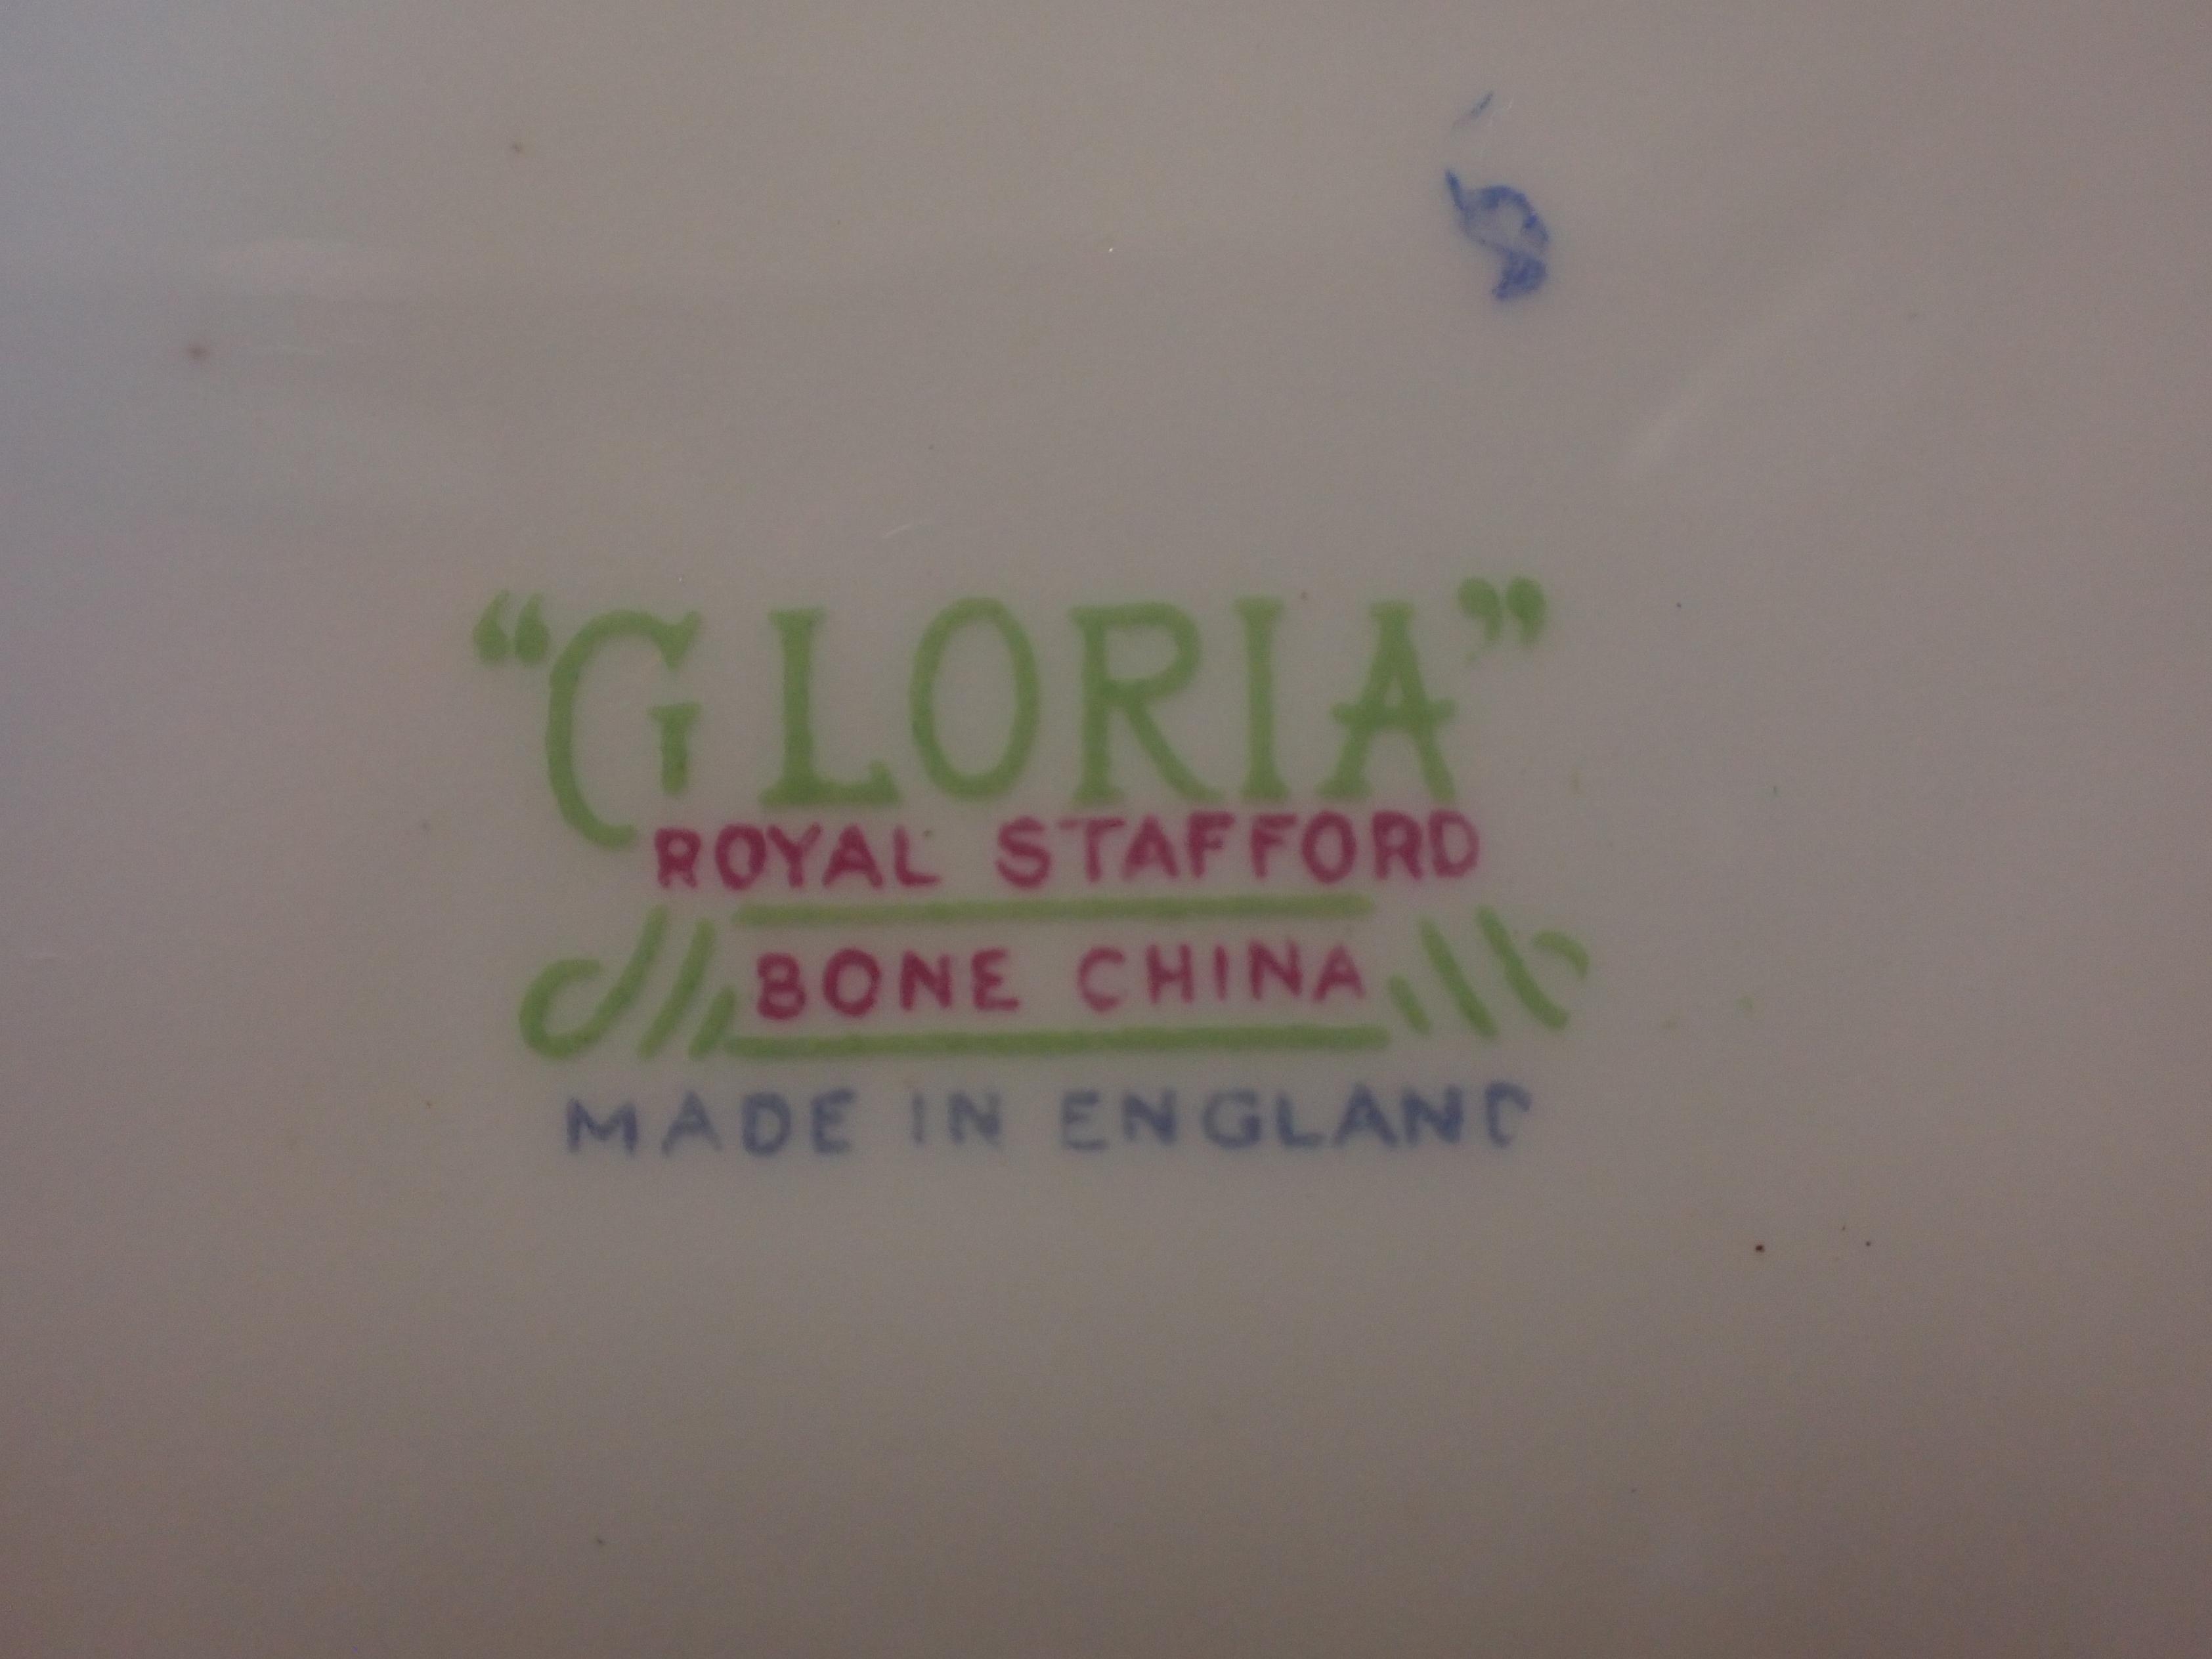 “GLORIA”
ROYAL STAFFORD
BONE CHINA
MADE IN ENGLAND